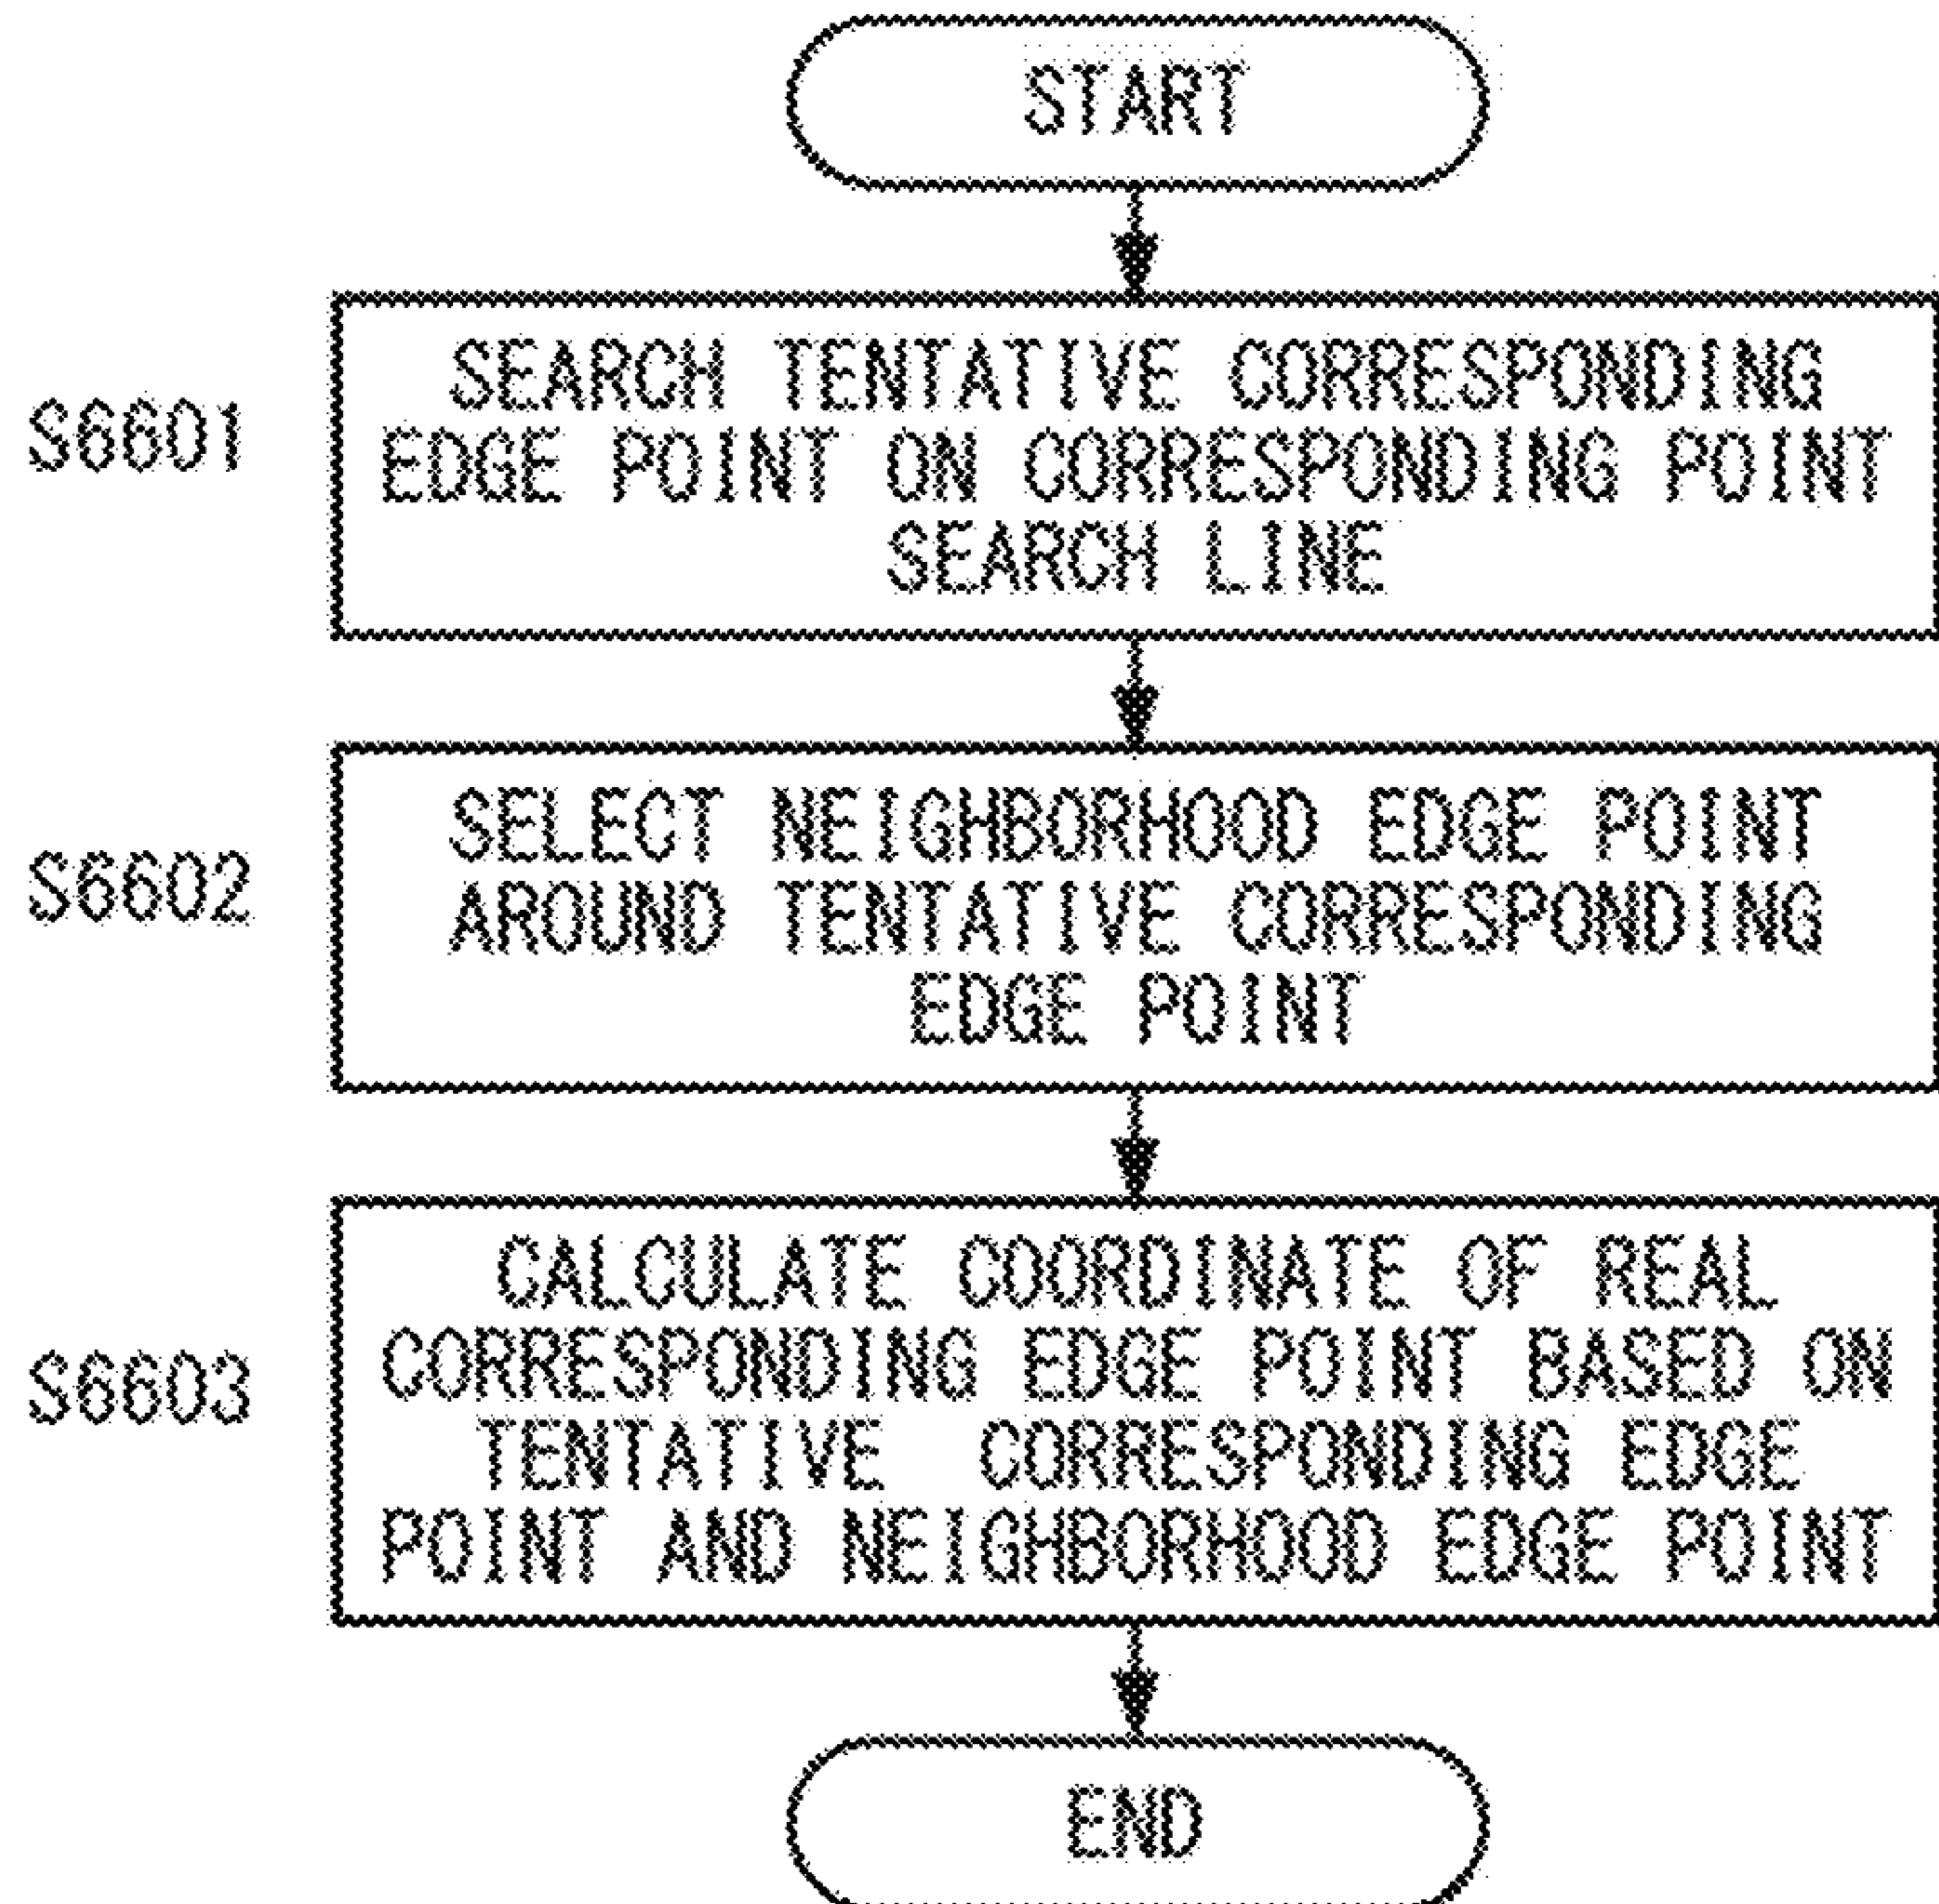 START
S6601
SEARCH TENTATIVE CORRESPONDING
EDGE POINT ON CORRESPONDING POINT
SEARCH LINE
S6602
SELECT NEIGHBORHOOD EDGE POINT
AROUND TENTATIVE CORRESPONDING
EDGE POINT
S6603
CALCULATE COORDINATE OF REAL
CORRESPONDING EDGE POINT BASED ON
TENTATIVE CORRESPONDING EDGE
POINT AND NEIGHBORHOOD EDGE POINT
END